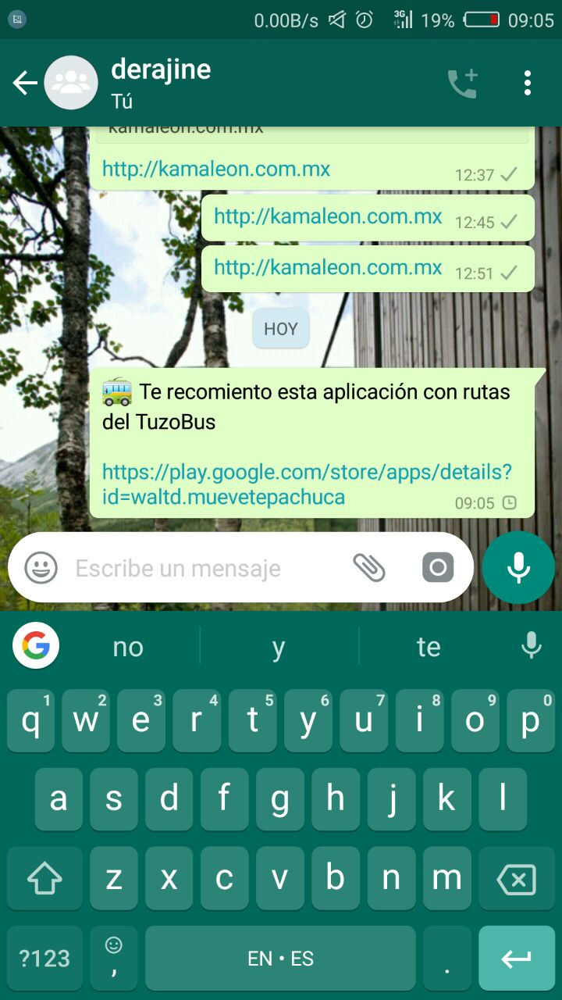 0.00B/s 3G 19% 09:05
derajine
Tú
kamaleon.com.mx
http://kamaleon.com.mx 12:37
http://kamaleon.com.mx 12:45
http://kamaleon.com.mx 12:51
HOY
Te recomiento esta aplicación con rutas
del TuzoBus
https://play.google.com/store/apps/details?
id=waltd.muevetepachuca 09:05
Escribe un mensaje
no y te
1 2 3 4 5 6 7 8 9 0
q w e r t y u i o p
a s d f g h j k l
z x c v b n m
?123 , EN • ES .